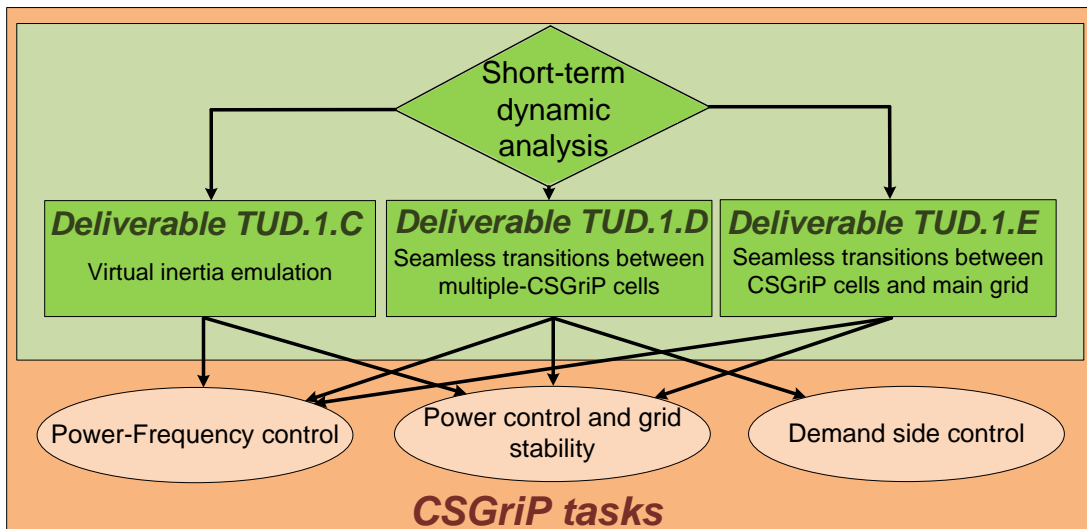 Short-term
dynamic
analysis
Deliverable TUD.1.C
Virtual inertia emulation
Deliverable TUD.1.D
Seamless transitions between
multiple-CSGriP cells
Deliverable TUD.1.E
Seamless transitions between
CSGriP cells and main grid
Power-Frequency control
Power control and grid
stability
Demand side control
CSGriP tasks